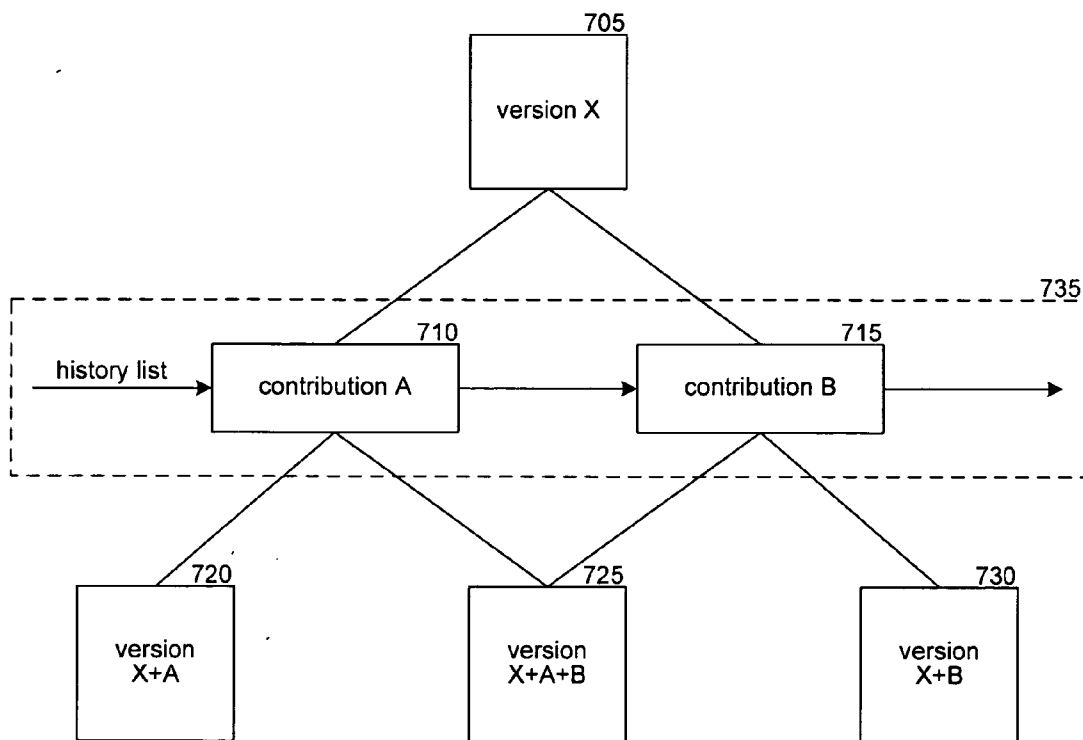 705
version X
735
710
715
history list
contribution A
contribution B
720
725
730
version
X+A
version
X+A+B
version
X+B